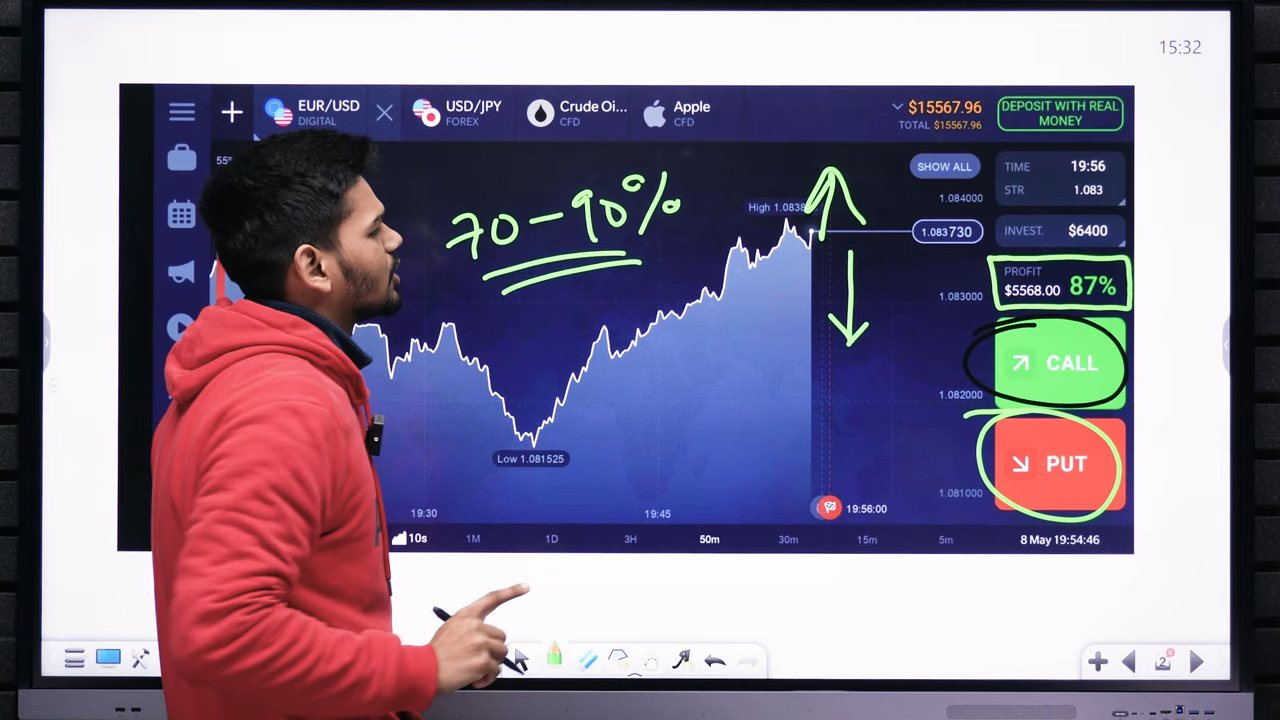 15:32
EUR/USD
DIGITAL
USD/JPY
FOREX
Crude Oi...
CFD
Apple
CFD
$15567.96
TOTAL $15567.96
DEPOSIT WITH REAL
MONEY
55°
SHOW ALL
TIME 19:56
STR 1.083
1.084000
70-90%
High 1.0838
1.083730
INVEST. $6400
PROFIT
$5568.00 87%
1.083000
CALL
1.082000
PUT
Low 1.081525
1.081000
19:30
19:45
19:56:00
10s
1M
1D
3H
50m
30m
15m
5m
8 May 19:54:46
2